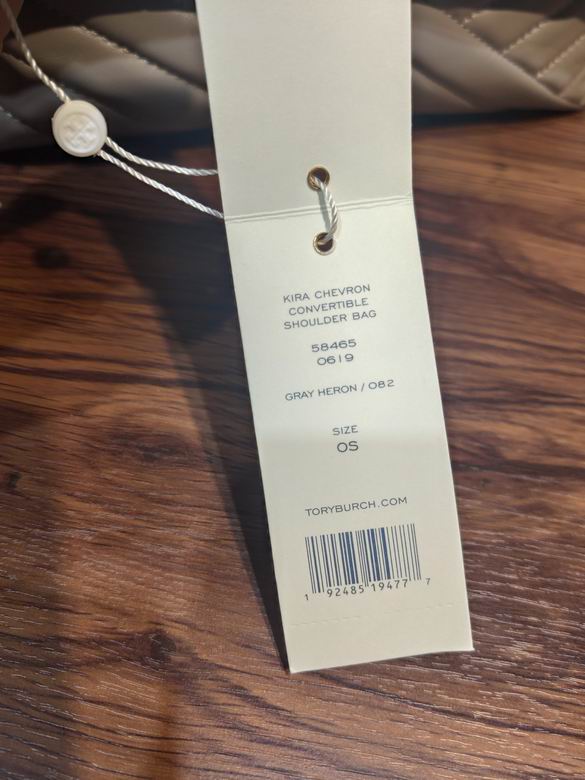 KIRA CHEVRON
CONVERTIBLE
SHOULDER BAG
58465
0619
GRAY HERON / 082
SIZE
OS
TORYBURCH.COM
1 92485 19477 7